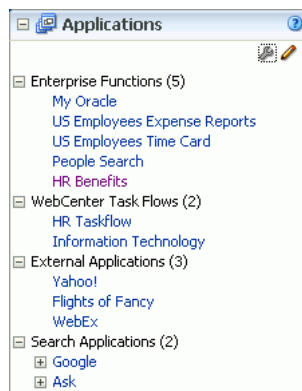 Applications
Enterprise Functions (5)
My Oracle
US Employees Expense Reports
US Employees Time Card
People Search
HR Benefits
WebCenter Task Flows (2)
HR Taskflow
Information Technology
External Applications (3)
Yahoo!
Flights of Fancy
WebEx
Search Applications (2)
Google
Ask